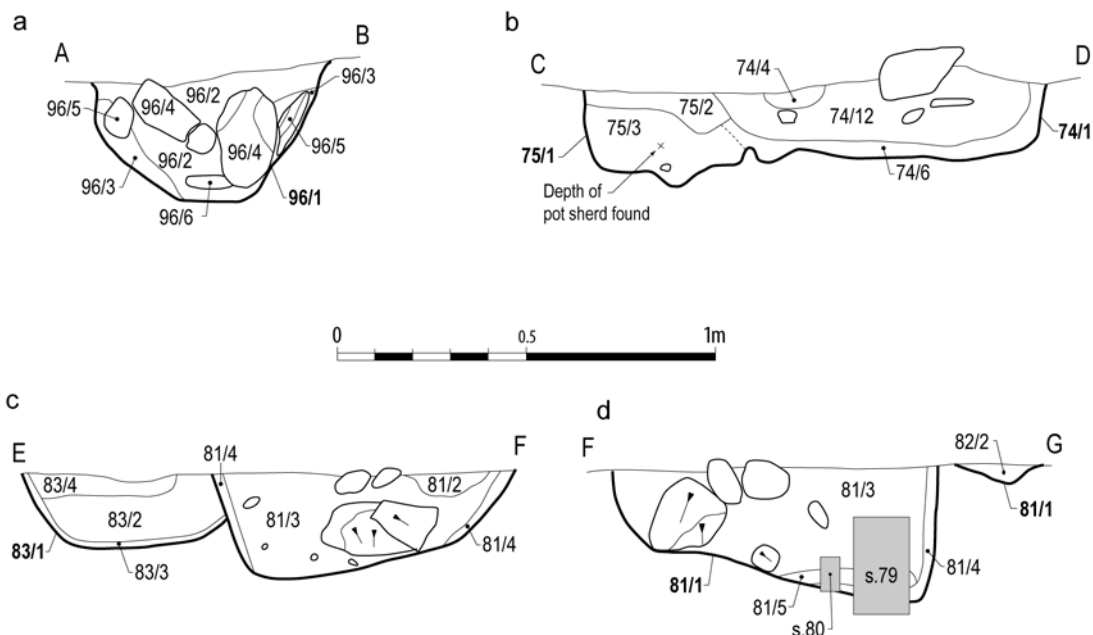 a
A
B
96/3
96/2
96/5
96/4
96/4
96/5
96/2
96/3
96/1
96/6
b
C
D
74/4
75/2
74/12
75/3
75/1
74/1
74/6
Depth of
pot sherd found
0
0.5
1m
c
E
F
81/4
83/4
81/2
81/3
83/2
83/1
81/4
83/3
d
F
G
82/2
81/3
81/1
81/4
s.79
81/1
81/5
s.80